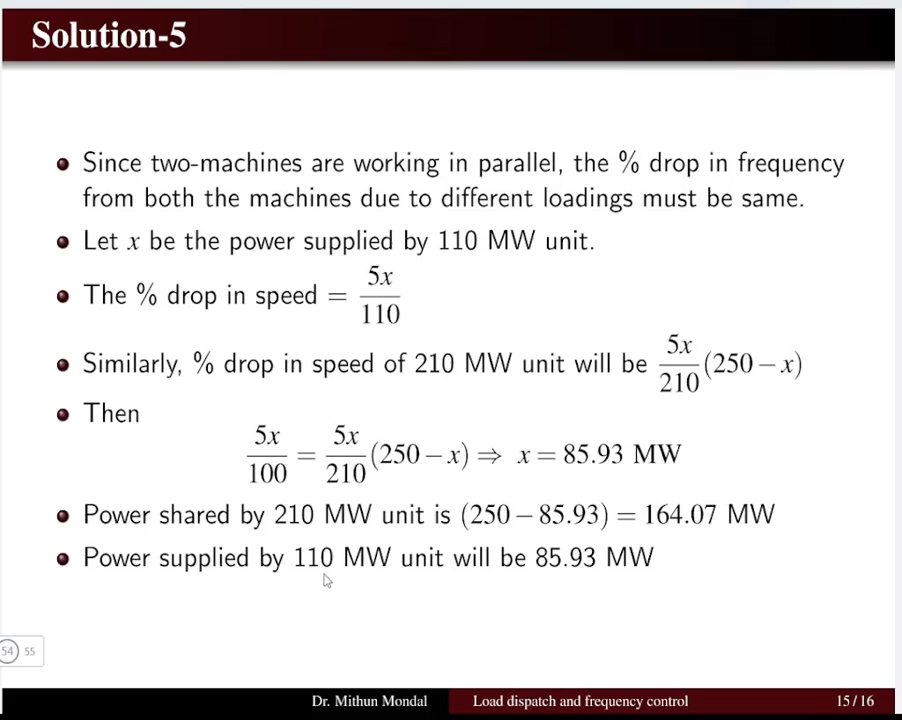 Solution-5
Since two-machines are working in parallel, the % drop in frequency
from both the machines due to different loadings must be same.
Let x be the power supplied by 110 MW unit.
The % drop in speed = 5x/110
Similarly, % drop in speed of 210 MW unit will be 5x/210 (250 − x)
Then
5x/100 = 5x/210 (250 − x) ⇒ x = 85.93 MW
Power shared by 210 MW unit is (250 − 85.93) = 164.07 MW
Power supplied by 110 MW unit will be 85.93 MW
54 55
Dr. Mithun Mondal Load dispatch and frequency control 15 / 16